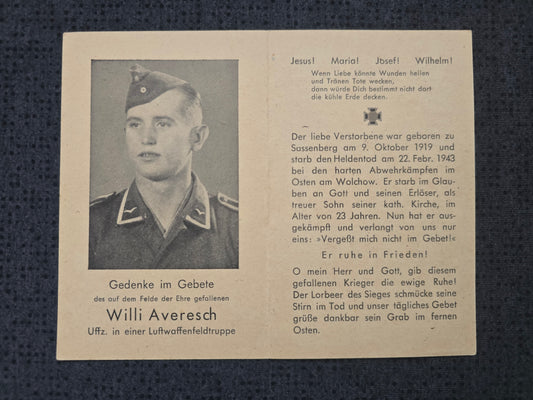 Gedenke im Gebete
des auf dem Felde der Ehre gefallenen
Willi Averesch
Uffz. in einer Luftwaffenfeldtruppe
Jesus! Maria! Josef! Wilhelm!
Wenn Liebe könnte Wunden heilen
und Tränen Tote wecken,
dann würde Dich bestimmt nicht dort
die kühle Erde decken.
Der liebe Verstorbene war geboren zu
Sassenberg am 9. Oktober 1919 und
starb den Heldentod am 22. Febr. 1943
bei den harten Abwehrkämpfen im
Osten am Wolchow. Er starb im Glau-
ben an Gott und seinen Erlöser, als
treuer Sohn seiner kath. Kirche, im
Alter von 23 Jahren. Nun hat er aus-
gekämpft und verlangt von uns nur
eins: »Vergeßt mich nicht im Gebet!«
Er ruhe in Frieden!
O mein Herr und Gott, gib diesem
gefallenen Krieger die ewige Ruhe!
Der Lorbeer des Sieges schmücke seine
Stirn im Tod und unser tägliches Gebet
grüße dankbar sein Grab im fernen
Osten.